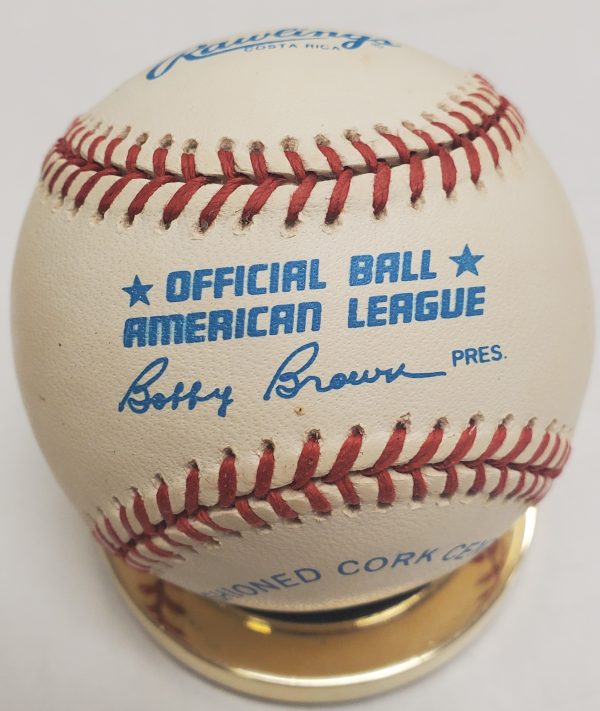 Rawlings
COSTA RICA
★ OFFICIAL BALL ★
AMERICAN LEAGUE
Bobby Brown PRES.
CORK